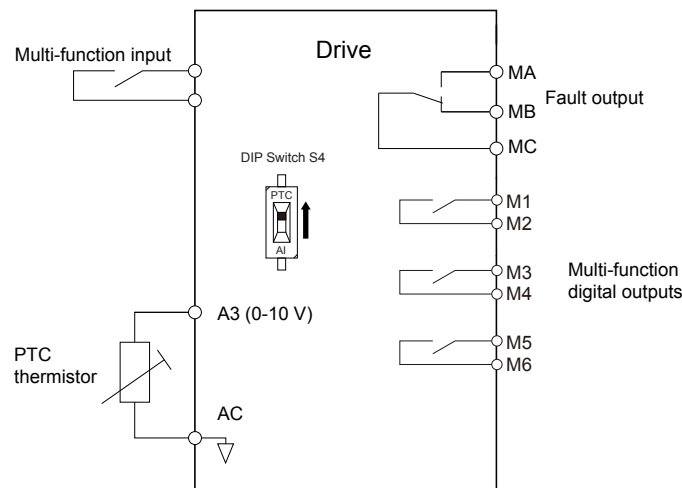 Drive
Multi-function input
MA
MB
MC
Fault output
DIP Switch S4
PTC
AI
M1
M2
M3
M4
M5
M6
Multi-function
digital outputs
A3 (0-10 V)
PTC
thermistor
AC